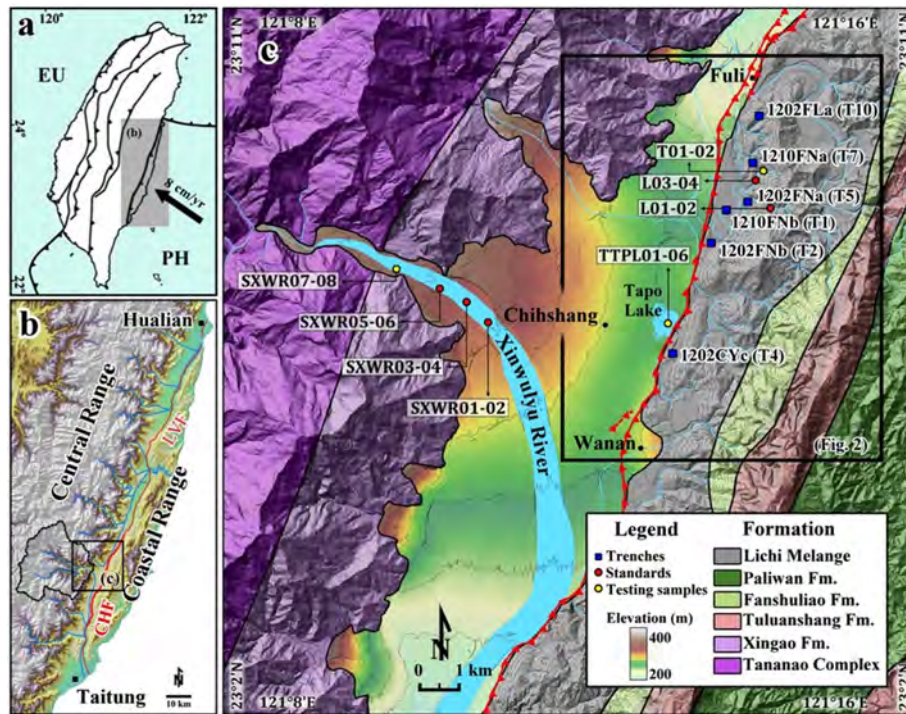 a
120°
122°
EU
24°
(b)
8 cm/yr
PH
22°
b
Hualian
LVF
Central Range
Coastal Range
(c)
CHF
Taitung
N
10 km
c
121°8'E
121°16'E
23°11'N
23°11'N
Fuli
1202FLa (T10)
T01-02
1210FNa (T7)
L03-04
1202FNa (T5)
L01-02
1210FNb (T1)
1202FNb (T2)
TTPL01-06
Tapo
Lake
SXWR07-08
SXWR05-06
Chihshang
SXWR03-04
1202CYc (T4)
SXWR01-02
Xinwulyu River
Wanan
(Fig. 2)
N
0 1 km
Legend
Trenches
Standards
Testing samples
Elevation (m)
400
200
Formation
Lichi Melange
Paliwan Fm.
Fanshuliao Fm.
Tuluanshang Fm.
Xingao Fm.
Tananao Complex
23°2'N
121°8'E
121°16'E
23°2'N